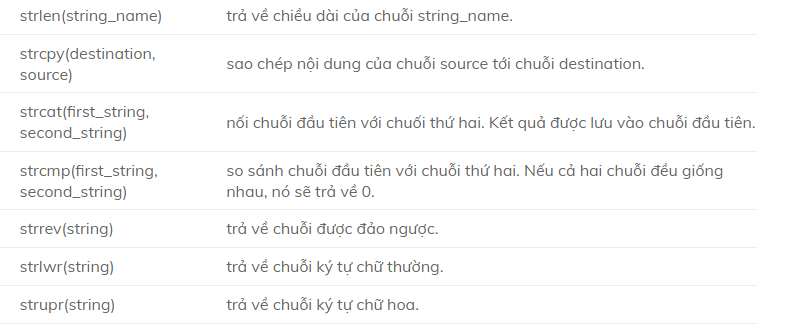 strlen(string_name) trả về chiều dài của chuỗi string_name.
strcpy(destination, source) sao chép nội dung của chuỗi source tới chuỗi destination.
strcat(first_string, second_string) nối chuỗi đầu tiên với chuối thứ hai. Kết quả được lưu vào chuỗi đầu tiên.
strcmp(first_string, second_string) so sánh chuỗi đầu tiên với chuỗi thứ hai. Nếu cả hai chuỗi đều giống nhau, nó sẽ trả về 0.
strrev(string) trả về chuỗi được đảo ngược.
strlwr(string) trả về chuỗi ký tự chữ thường.
strupr(string) trả về chuỗi ký tự chữ hoa.